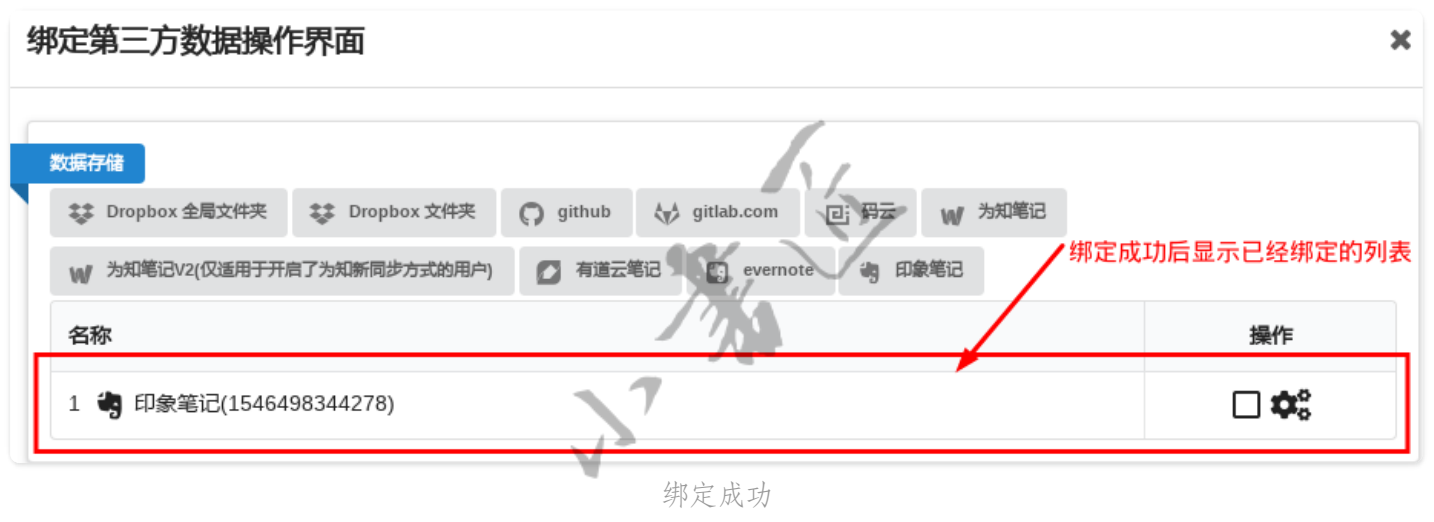 绑定第三方数据操作界面
数据存储
Dropbox 全局文件夹 Dropbox 文件夹 github gitlab.com 码云 为知笔记
为知笔记V2(仅适用于开启了为知新同步方式的用户) 有道云笔记 evernote 印象笔记
绑定成功后显示已经绑定的列表
名称 操作
1 印象笔记(1546498344278)
绑定成功